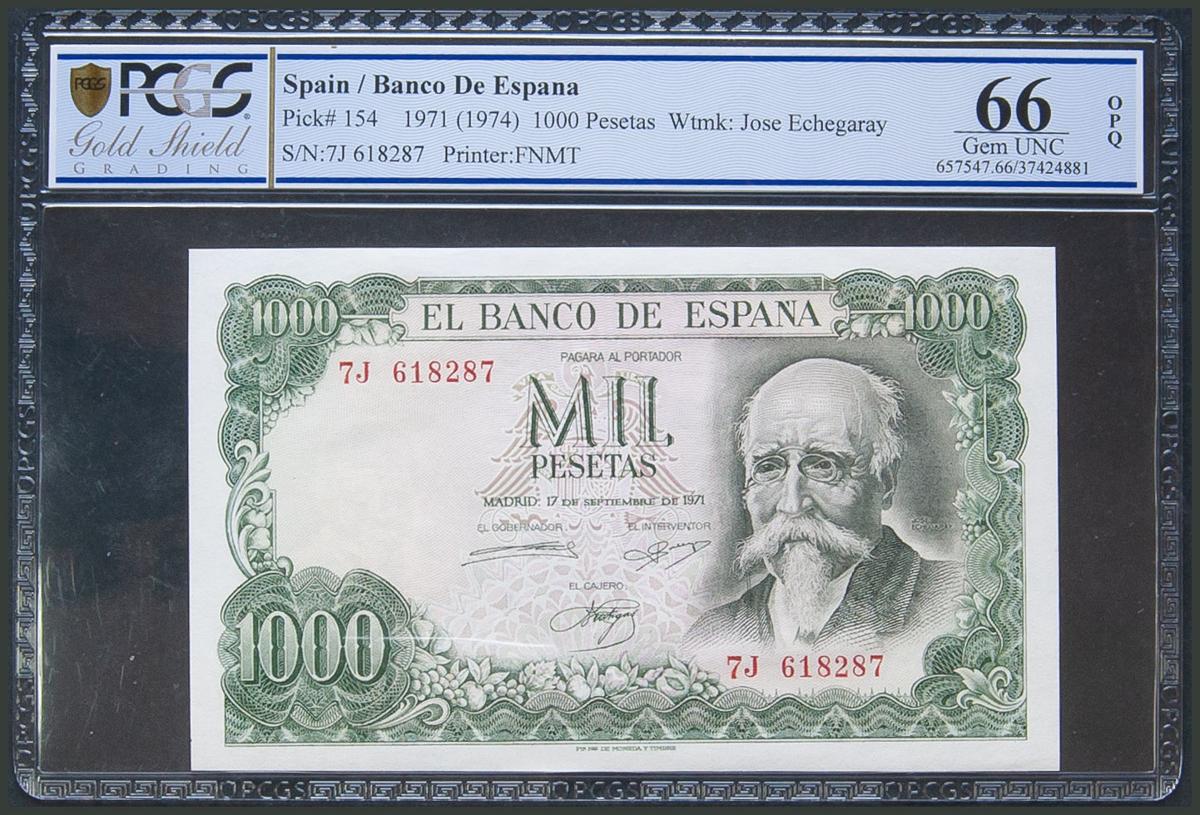 PCGS
PCGS
Gold Shield
GRADING
Spain / Banco De Espana
Pick# 154 1971 (1974) 1000 Pesetas Wtmk: Jose Echegaray
S/N:7J 618287 Printer:FNMT
66
Gem UNC
657547.66/37424881
OPQ
1000
EL BANCO DE ESPAÑA
1000
7J 618287
PAGARA AL PORTADOR
MIL
PESETAS
MADRID: 17 DE SEPTIEMBRE DE 1971
EL GOBERNADOR,
EL INTERVENTOR
EL CAJERO,
1000
7J 618287